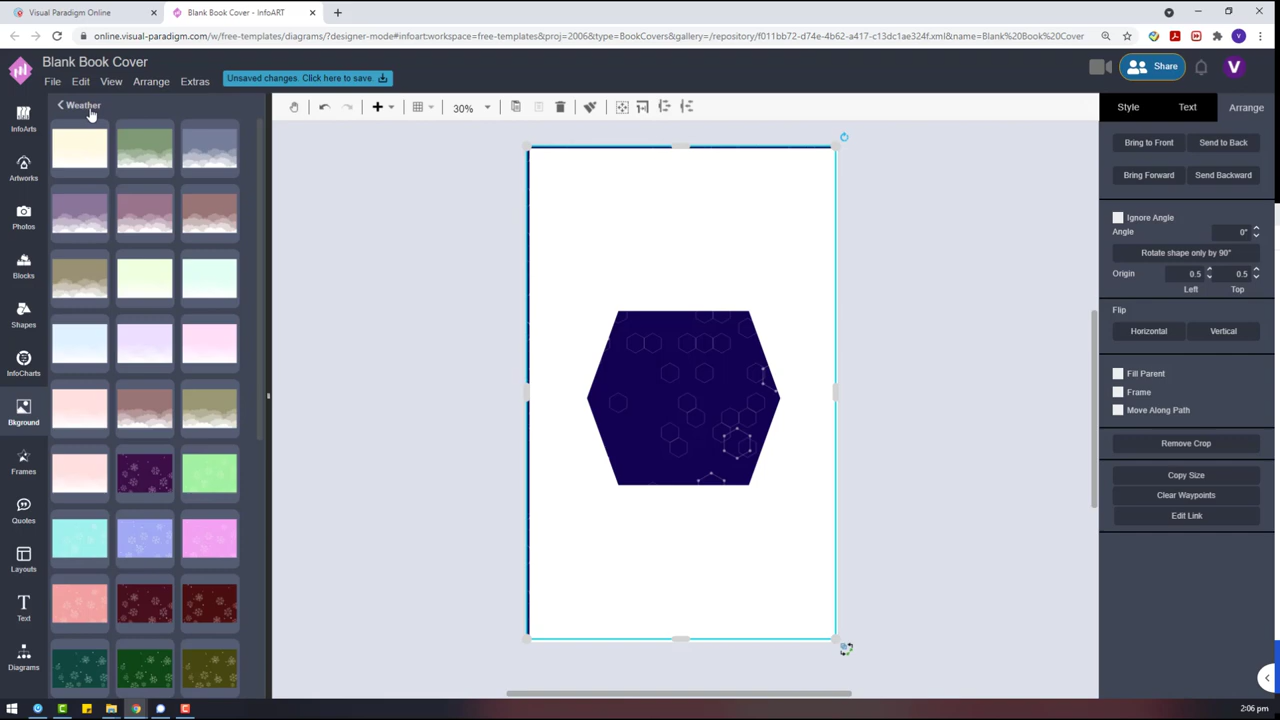 Visual Paradigm Online
Blank Book Cover - InfoART
online.visual-paradigm.com/w/free-templates/diagrams/?designer-mode#infoart:workspace=free-templates&proj=2006&type=BookCovers&gallery=/repository/f011bb72-d74e-4b62-a417-c13dc1ae324f.xml&name=Blank%20Book%20Cover
Blank Book Cover
File Edit View Arrange Extras
Unsaved changes. Click here to save.
Share
V
Weather
30%
Style Text Arrange
InfoArts
Artworks
Photos
Blocks
Shapes
InfoCharts
Bkground
Frames
Quotes
Layouts
Text
Diagrams
Bring to Front Send to Back
Bring Forward Send Backward
Ignore Angle
Angle 0°
Rotate shape only by 90°
Origin 0.5 0.5
Left Top
Flip
Horizontal Vertical
Fill Parent
Frame
Move Along Path
Remove Crop
Copy Size
Clear Waypoints
Edit Link
2:06 pm